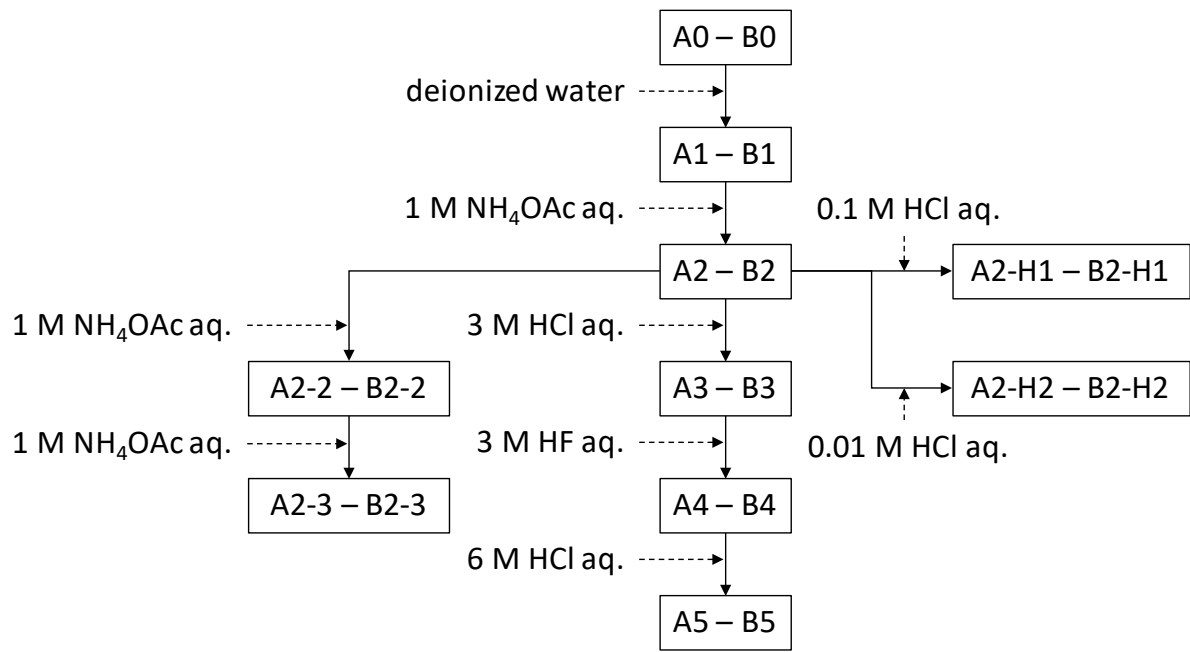 A0 – B0
deionized water
A1 – B1
1 M NH₄OAc aq.
0.1 M HCl aq.
A2 – B2
A2-H1 – B2-H1
1 M NH₄OAc aq.
3 M HCl aq.
A2-2 – B2-2
A3 – B3
A2-H2 – B2-H2
1 M NH₄OAc aq.
3 M HF aq.
0.01 M HCl aq.
A2-3 – B2-3
A4 – B4
6 M HCl aq.
A5 – B5